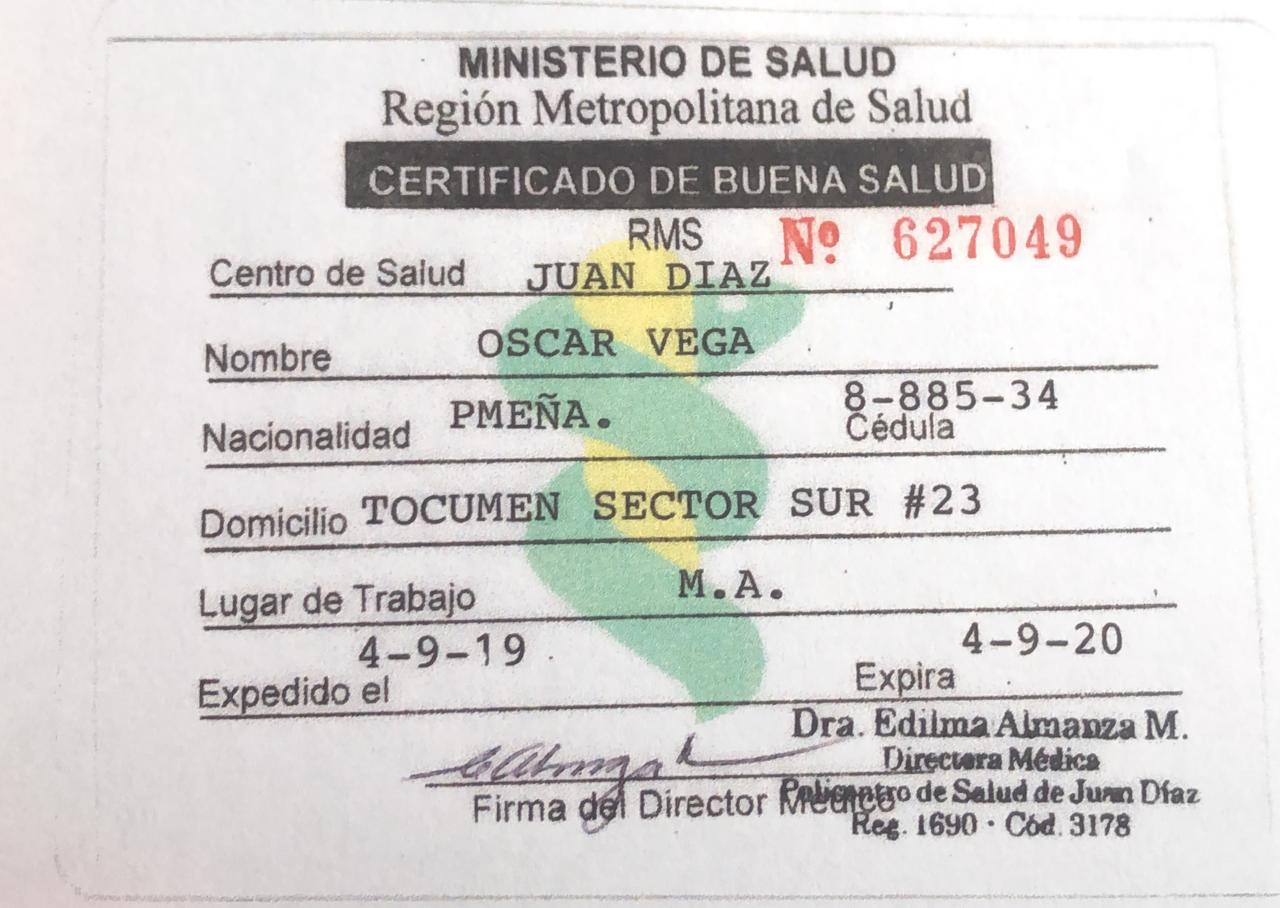 MINISTERIO DE SALUD
Región Metropolitana de Salud
CERTIFICADO DE BUENA SALUD
RMS Nº 627049
Centro de Salud JUAN DIAZ
Nombre OSCAR VEGA
Nacionalidad PMEÑA. 8-885-34
Cédula
Domicilio TOCUMEN SECTOR SUR #23
Lugar de Trabajo M.A.
4-9-19 4-9-20
Expedido el Expira
Dra. Edilma Almanza M.
Directora Médica
Firma del Director Médico Policentro de Salud de Juan Díaz
Reg. 1690 · Cód. 3178